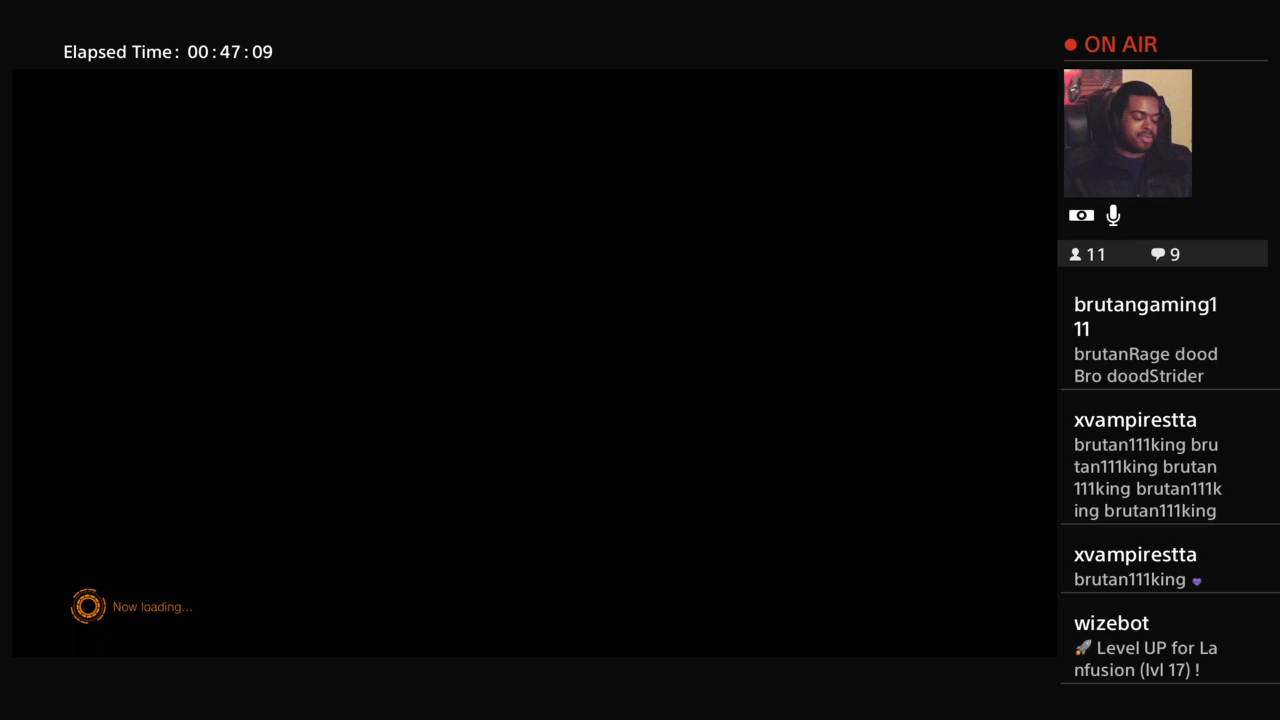 Elapsed Time: 00:47:09
ON AIR
11
9
brutangaming1
11
brutanRage dood
Bro doodStrider
xvampirestta
brutan111king bru
tan111king brutan
111king brutan111k
ing brutan111king
xvampirestta
brutan111king 💜
wizebot
🚀 Level UP for La
nfusion (lvl 17) !
Now loading...